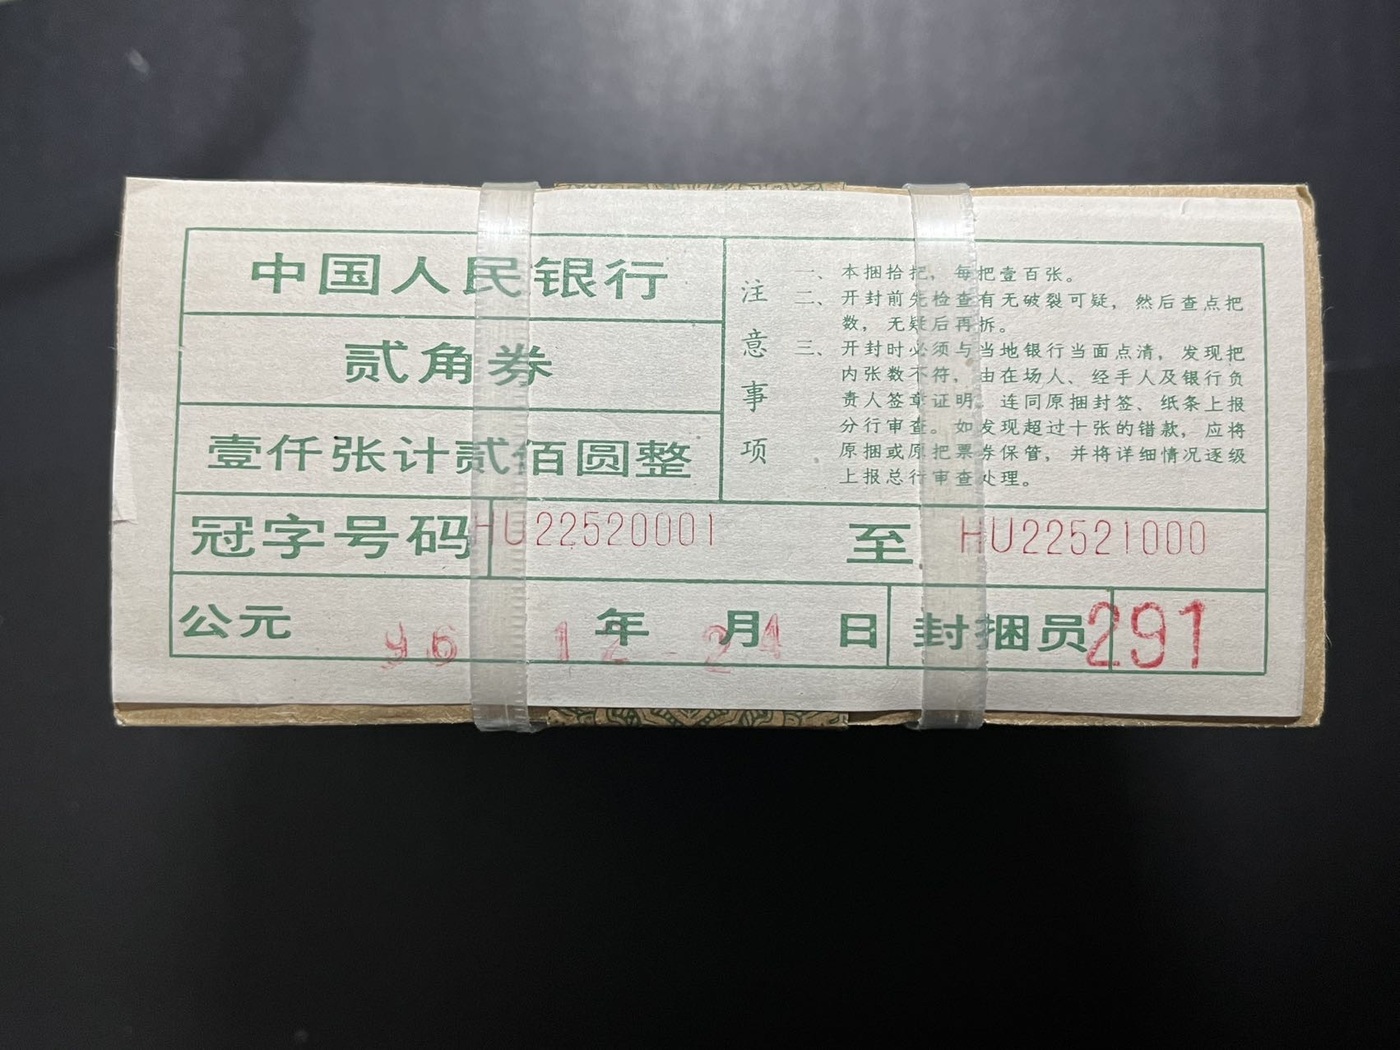 中国人民银行
贰角券
壹仟张计贰佰圆整
注意事项
一、本捆拾把，每把壹百张。
二、开封前先检查有无破裂可疑，然后查点把
数，无疑后再拆。
三、开封时必须与当地银行当面点清，发现把
内张数不符，由在场人、经手人及银行负
责人签章证明，连同原捆封签、纸条上报
分行审查。如发现超过十张的错款，应将
原捆或原把票券保管，并将详细情况逐级
上报总行审查处理。
冠字号码 HU22520001 至 HU22521000
公元 96 年 12 月 24 日 封捆员 291